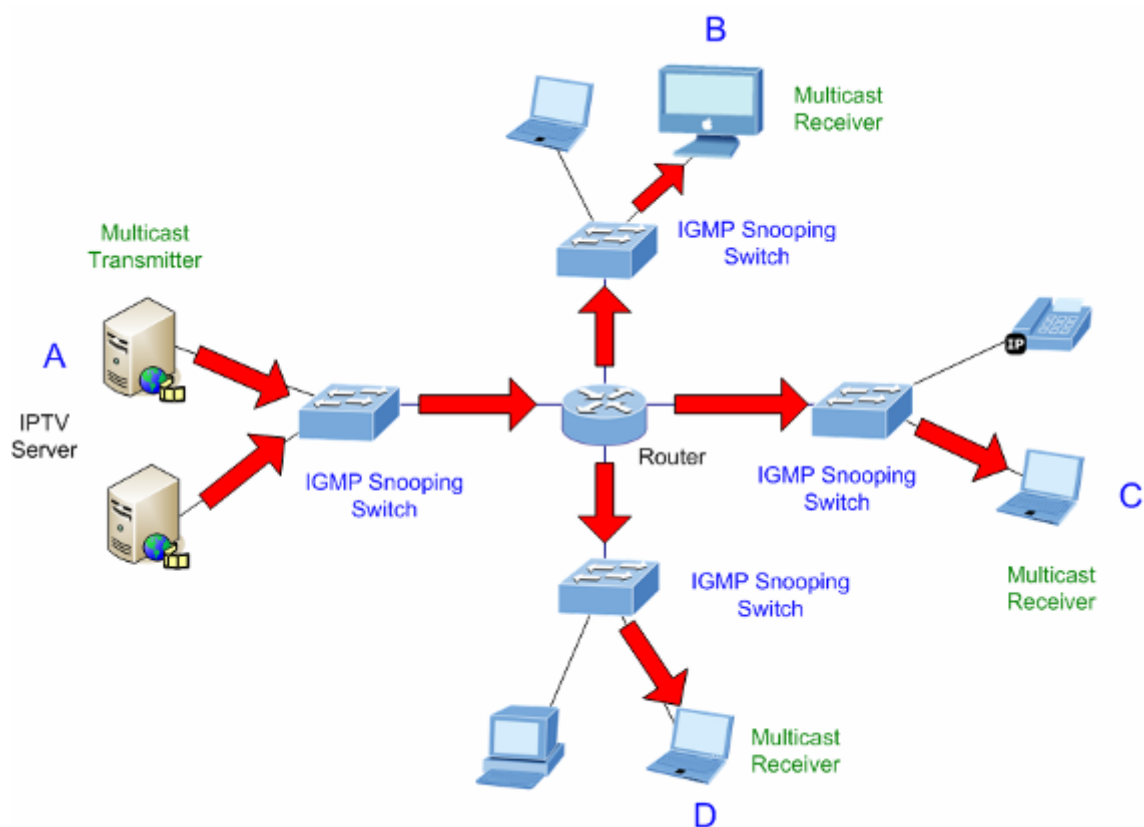 B
Multicast
Receiver
IGMP Snooping
Switch
Multicast
Transmitter
A
IPTV
Server
IGMP Snooping
Switch
Router
IP
IGMP Snooping
Switch
C
Multicast
Receiver
IGMP Snooping
Switch
Multicast
Receiver
D